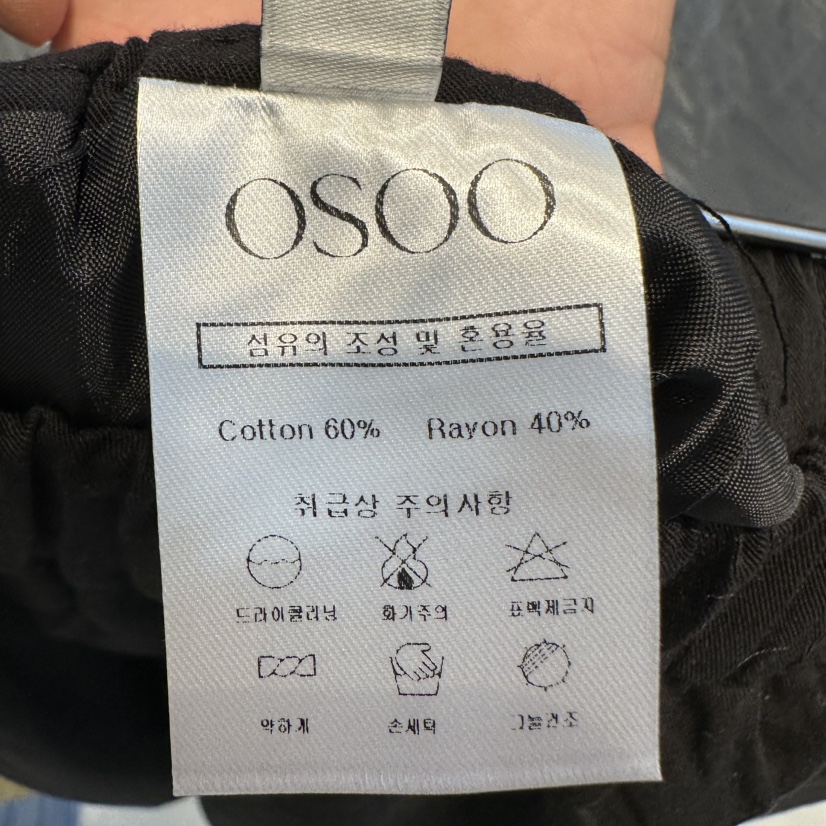 OSOO
섬유의 조성 및 혼용율
Cotton 60% Rayon 40%
취급상 주의사항
드라이클리닝 화기주의 표백제금지
약하게 손세탁 그늘건조